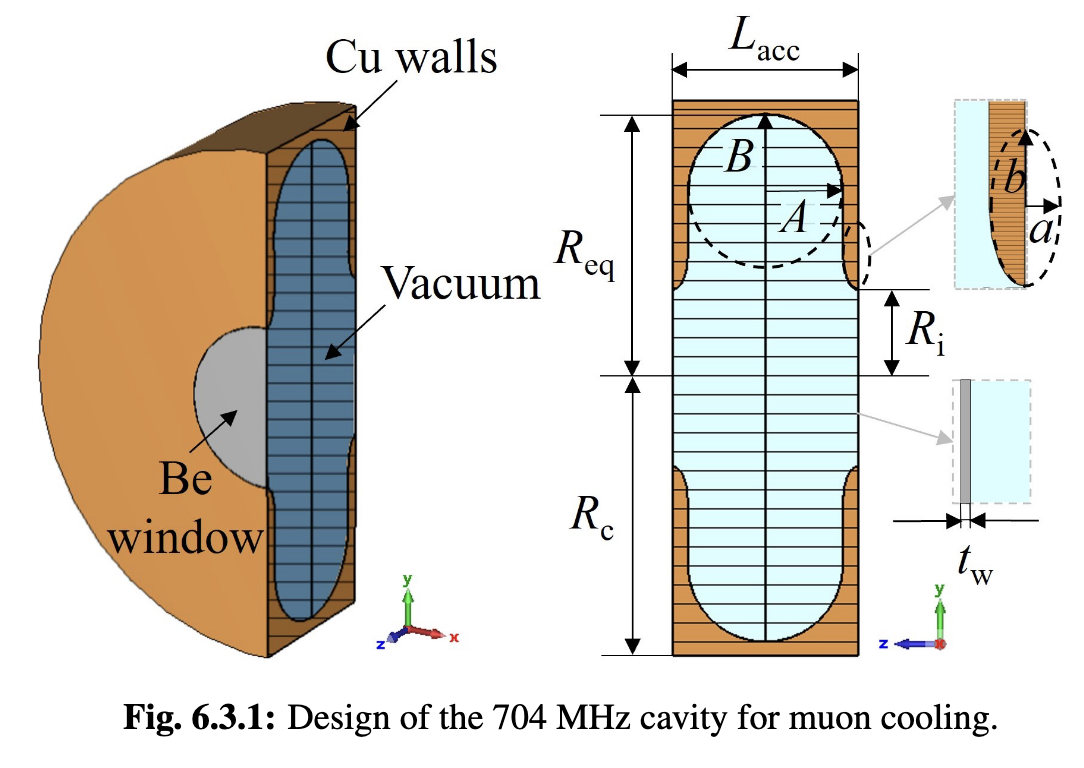 Cu walls
Vacuum
Be
window
y
z
x
L_acc
B
A
R_eq
R_i
R_c
b
a
t_w
y
z
x
Fig. 6.3.1: Design of the 704 MHz cavity for muon cooling.